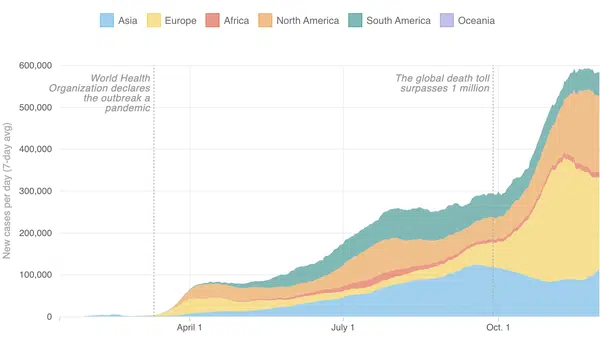 Asia Europe Africa North America South America Oceania
600,000
World Health
Organization declares
the outbreak a
pandemic
The global death toll
surpasses 1 million
500,000
400,000
300,000
200,000
100,000
0
New cases per day (7-day avg)
April 1 July 1 Oct. 1